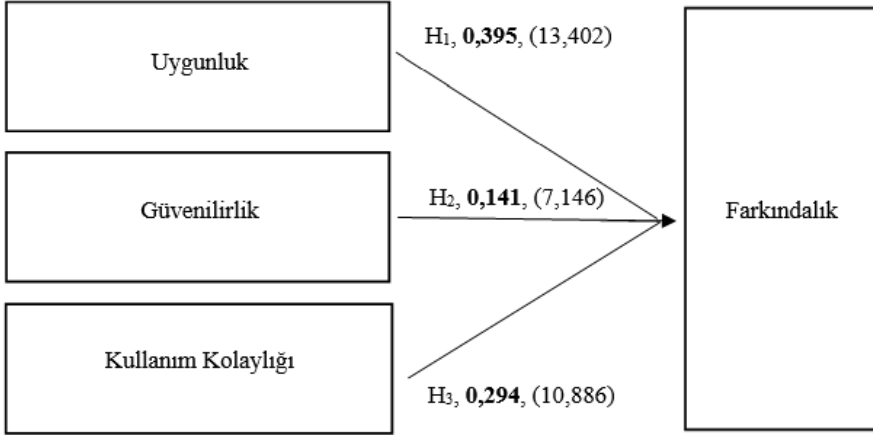 Uygunluk
H₁, 0,395, (13,402)
Güvenilirlik
H₂, 0,141, (7,146)
Farkındalık
Kullanım Kolaylığı
H₃, 0,294, (10,886)